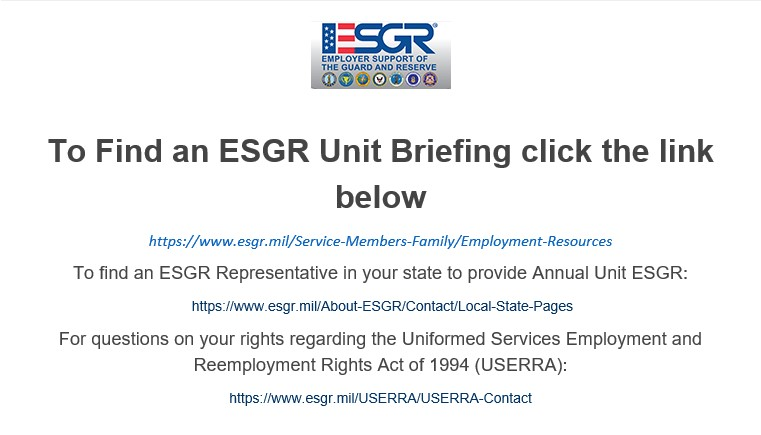 ESGR
EMPLOYER SUPPORT OF
THE GUARD AND RESERVE
To Find an ESGR Unit Briefing click the link
below
https://www.esgr.mil/Service-Members-Family/Employment-Resources
To find an ESGR Representative in your state to provide Annual Unit ESGR:
https://www.esgr.mil/About-ESGR/Contact/Local-State-Pages
For questions on your rights regarding the Uniformed Services Employment and
Reemployment Rights Act of 1994 (USERRA):
https://www.esgr.mil/USERRA/USERRA-Contact